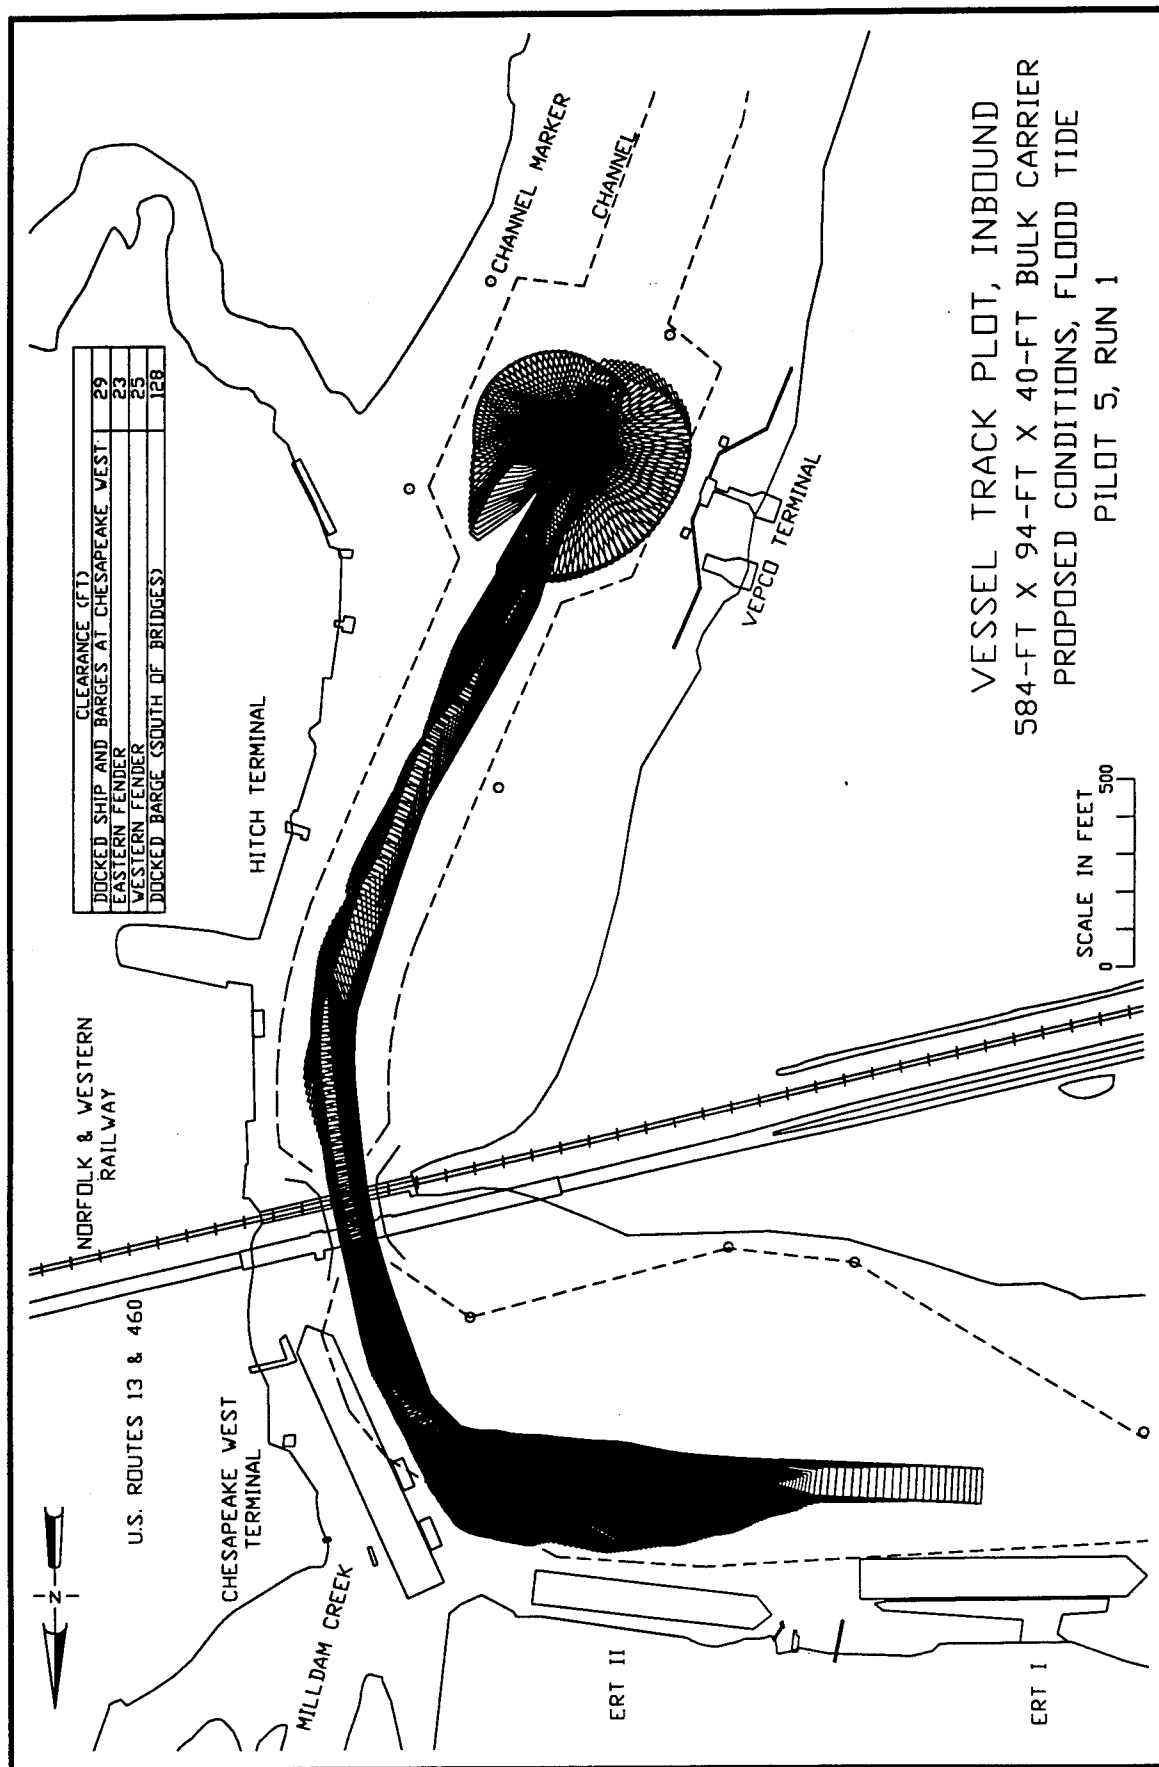 CLEARANCE (FT)
DOCKED SHIP AND BARGES AT CHESAPEAKE WEST 29
EASTERN FENDER 23
WESTERN FENDER 25
DOCKED BARGE (SOUTH OF BRIDGES) 128
N
U.S. ROUTES 13 & 460
NORFOLK & WESTERN
RAILWAY
CHESAPEAKE WEST
TERMINAL
MILLDAM CREEK
HITCH TERMINAL
CHANNEL MARKER
CHANNEL
VEPCO TERMINAL
ERT II
ERT I
SCALE IN FEET
0 500
VESSEL TRACK PLOT, INBOUND
584-FT X 94-FT X 40-FT BULK CARRIER
PROPOSED CONDITIONS, FLOOD TIDE
PILOT 5, RUN 1